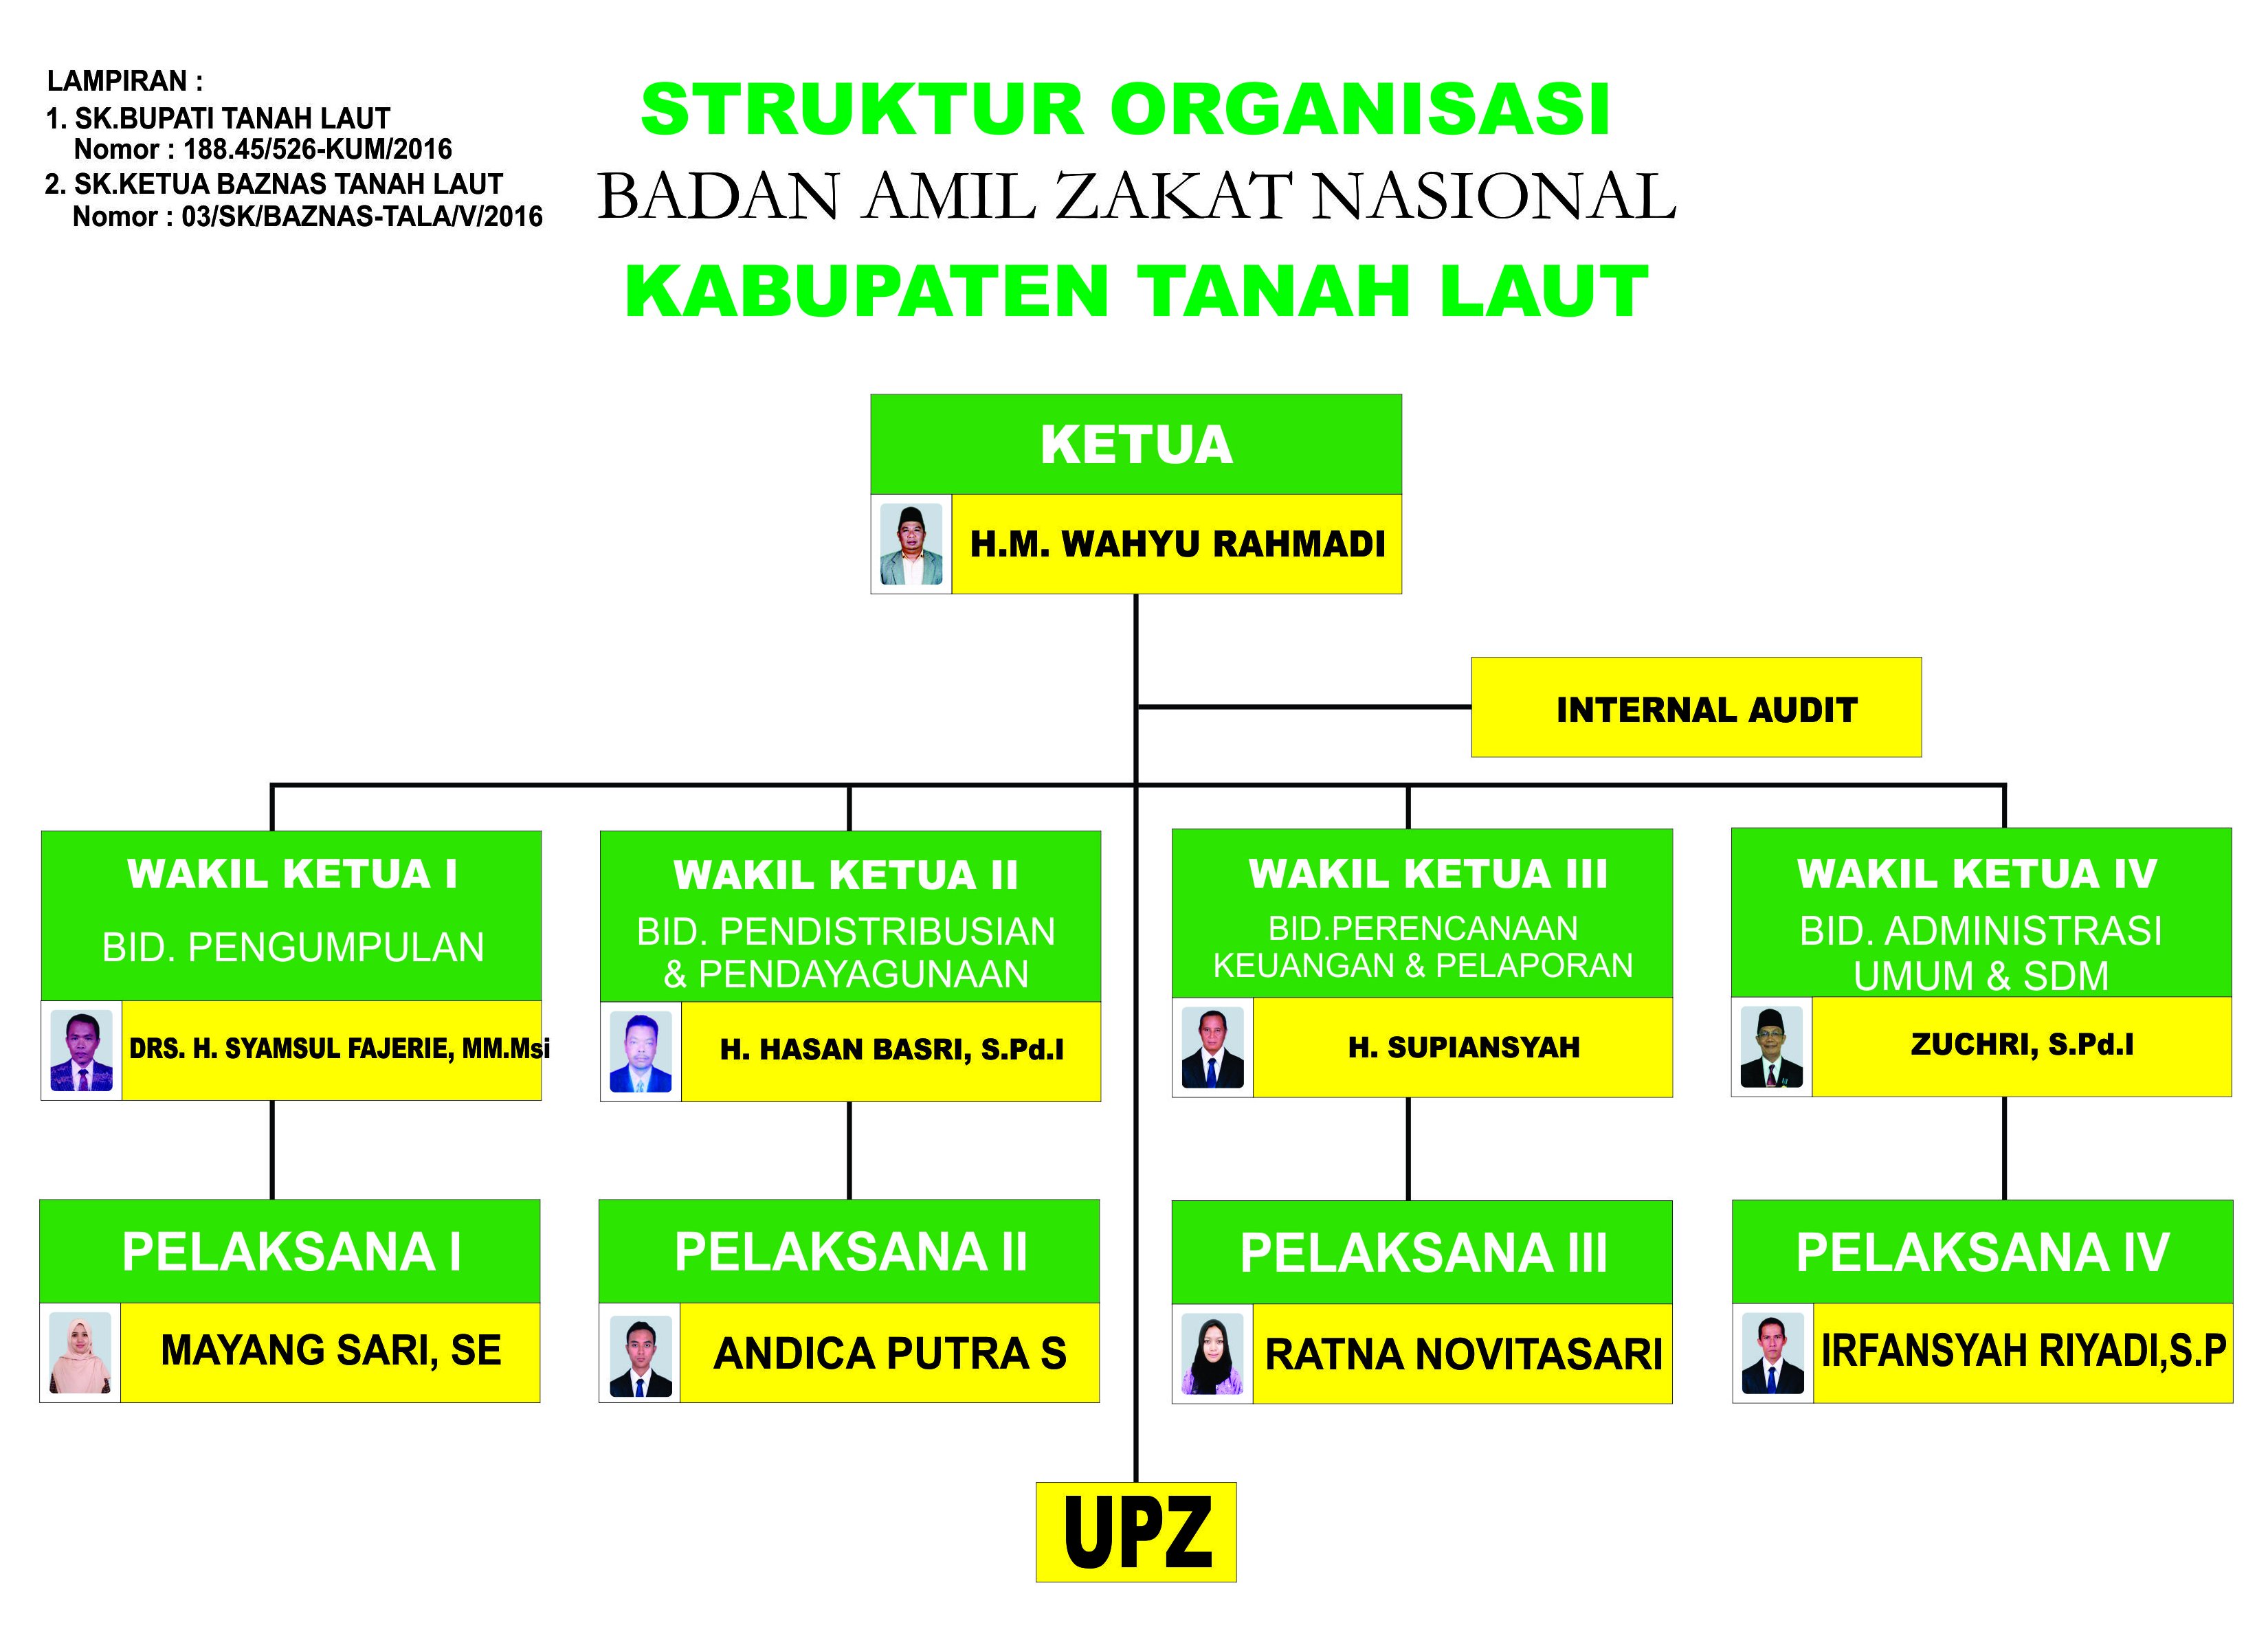 LAMPIRAN :
1. SK.BUPATI TANAH LAUT
Nomor : 188.45/526-KUM/2016
2. SK.KETUA BAZNAS TANAH LAUT
Nomor : 03/SK/BAZNAS-TALA/V/2016
STRUKTUR ORGANISASI
BADAN AMIL ZAKAT NASIONAL
KABUPATEN TANAH LAUT
KETUA
H.M. WAHYU RAHMADI
INTERNAL AUDIT
WAKIL KETUA I
BID. PENGUMPULAN
DRS. H. SYAMSUL FAJERIE, MM.Msi
WAKIL KETUA II
BID. PENDISTRIBUSIAN
& PENDAYAGUNAAN
H. HASAN BASRI, S.Pd.I
WAKIL KETUA III
BID.PERENCANAAN
KEUANGAN & PELAPORAN
H. SUPIANSYAH
WAKIL KETUA IV
BID. ADMINISTRASI
UMUM & SDM
ZUCHRI, S.Pd.I
PELAKSANA I
MAYANG SARI, SE
PELAKSANA II
ANDICA PUTRA S
PELAKSANA III
RATNA NOVITASARI
PELAKSANA IV
IRFANSYAH RIYADI,S.P
UPZ